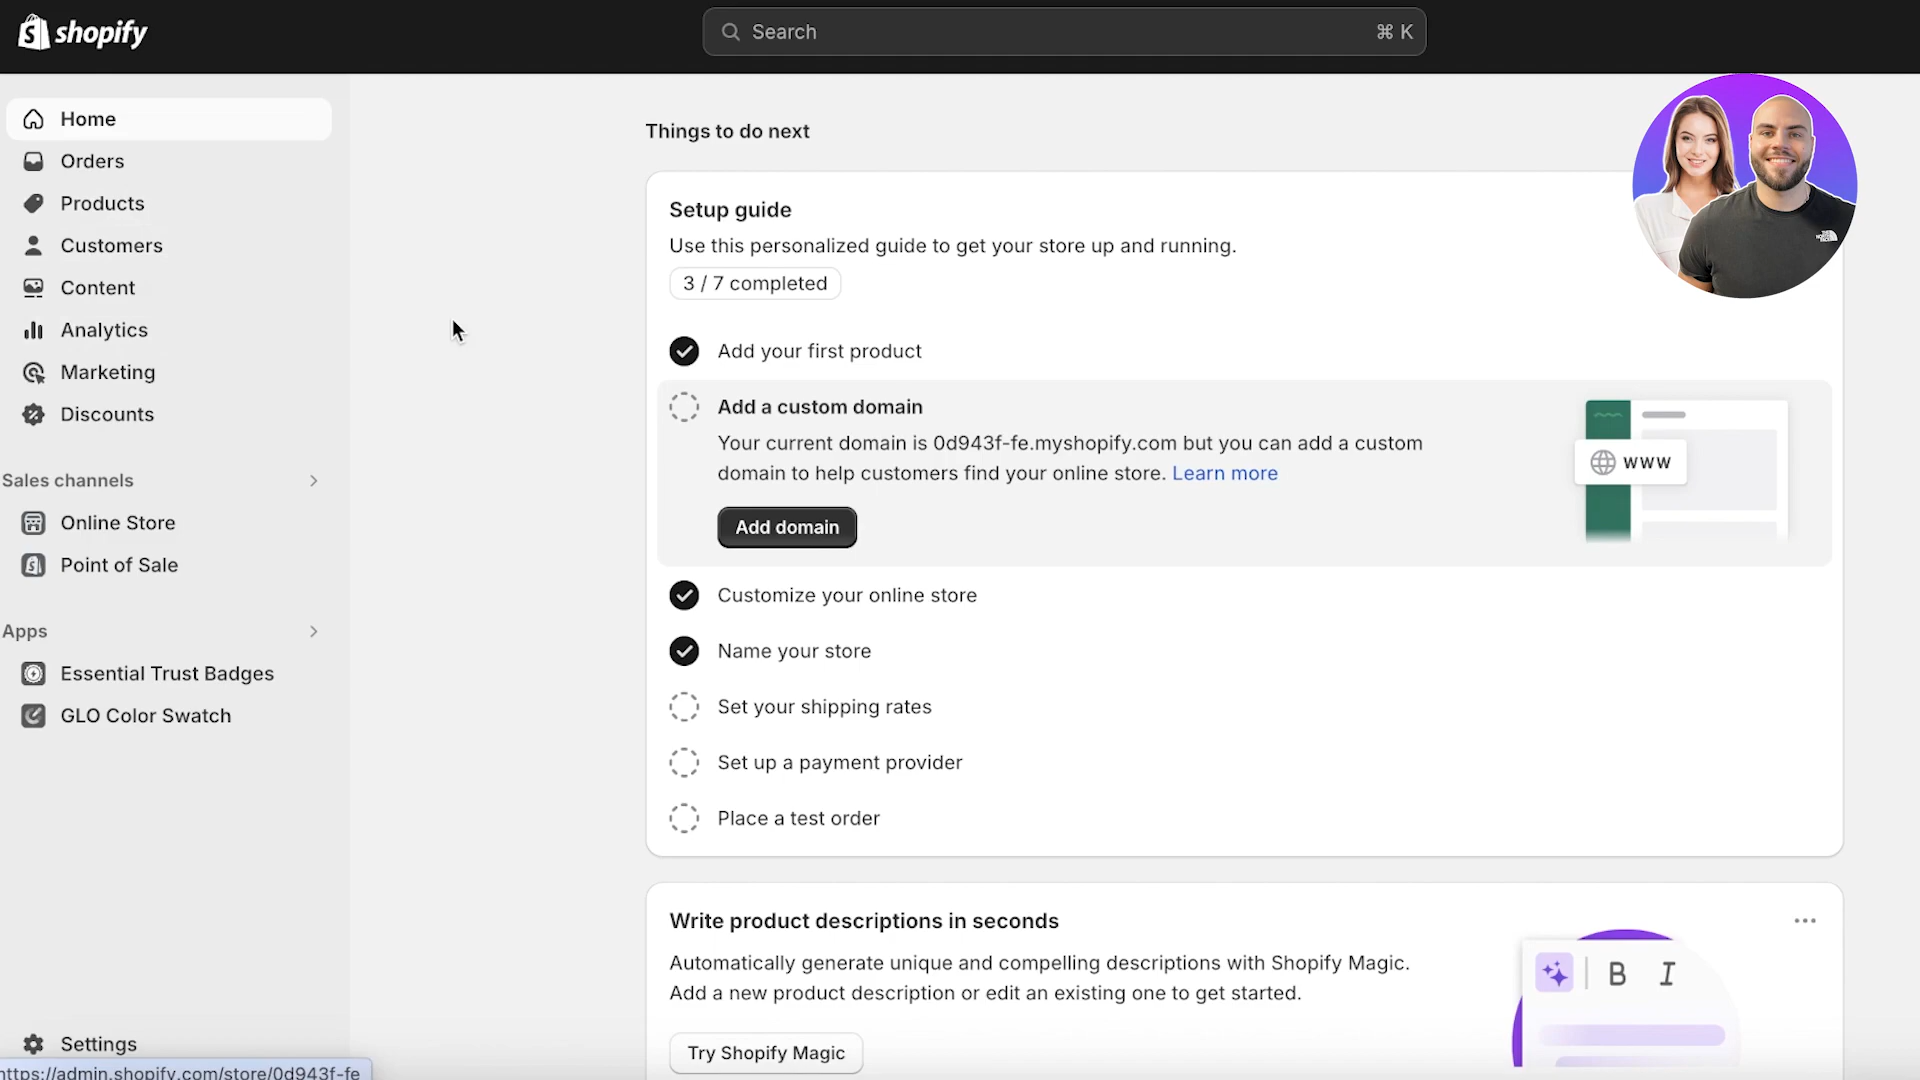 shopify
Search
⌘ K
Home
Orders
Products
Customers
Content
Analytics
Marketing
Discounts
Sales channels
Online Store
Point of Sale
Apps
Essential Trust Badges
GLO Color Swatch
Settings
https://admin.shopify.com/store/0d943f-fe
Things to do next
Setup guide
Use this personalized guide to get your store up and running.
3 / 7 completed
Add your first product
Add a custom domain
Your current domain is 0d943f-fe.myshopify.com but you can add a custom
domain to help customers find your online store. Learn more
Add domain
www
Customize your online store
Name your store
Set your shipping rates
Set up a payment provider
Place a test order
Write product descriptions in seconds
Automatically generate unique and compelling descriptions with Shopify Magic.
Add a new product description or edit an existing one to get started.
B I
Try Shopify Magic